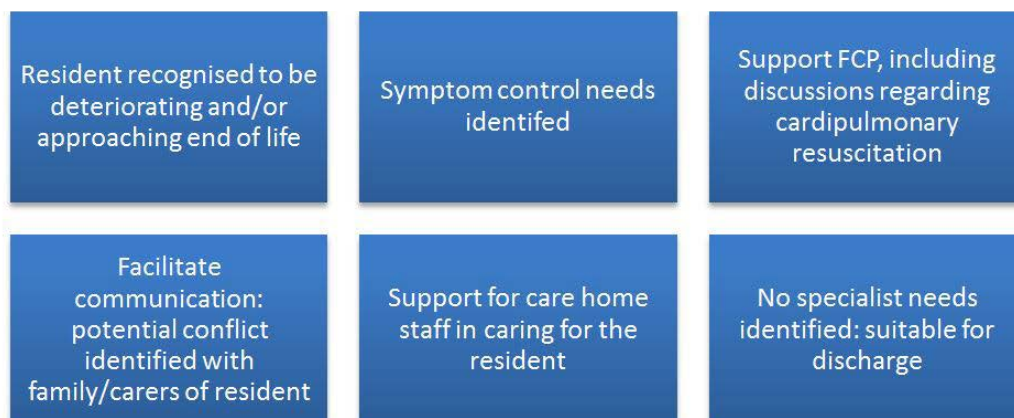 Resident recognised to be
deteriorating and/or
approaching end of life
Symptom control needs
identifed
Support FCP, including
discussions regarding
cardipulmonary
resuscitation
Facilitate
communication:
potential conflict
identified with
family/carers of resident
Support for care home
staff in caring for the
resident
No specialist needs
identified: suitable for
discharge